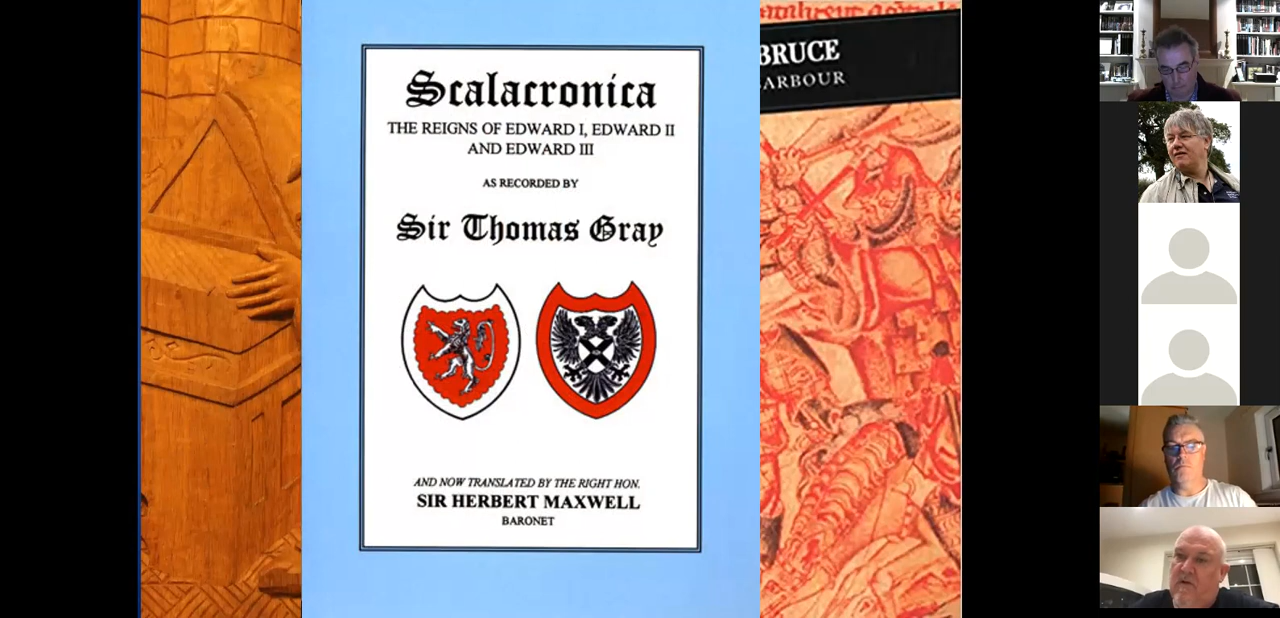 Scalacronica
THE REIGNS OF EDWARD I, EDWARD II
AND EDWARD III
AS RECORDED BY
Sir Thomas Gray
AND NOW TRANSLATED BY THE RIGHT HON.
SIR HERBERT MAXWELL
BARONET
BRUCE
ARBOUR